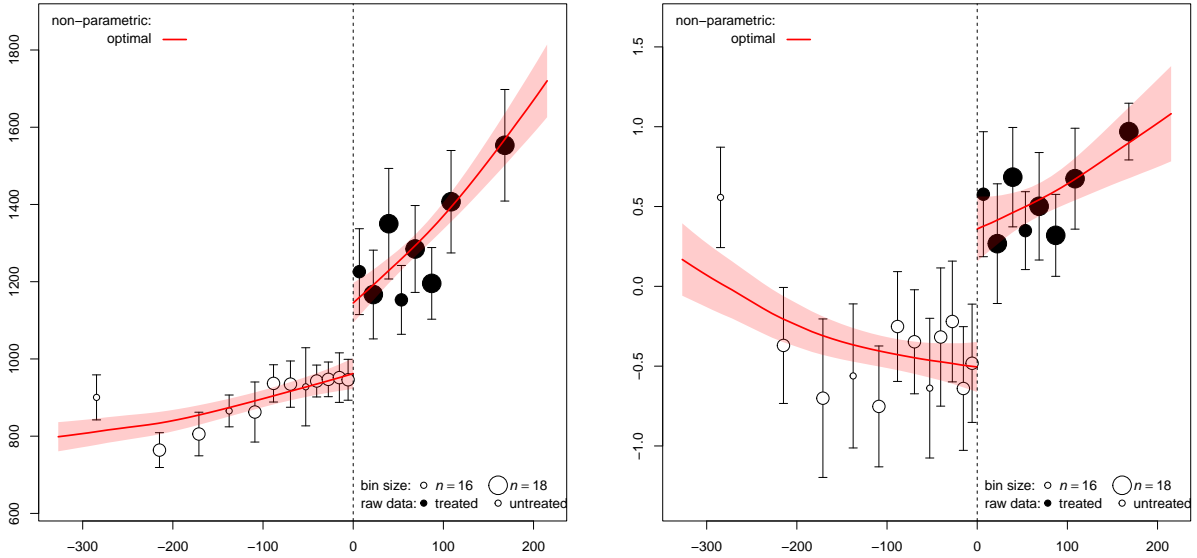 non−parametric:
optimal
1800
1600
1400
1200
1000
800
600
bin size: n = 16 n = 18
raw data: treated untreated
−300 −200 −100 0 100 200
non−parametric:
optimal
1.5
1.0
0.5
0.0
−0.5
−1.0
bin size: n = 16 n = 18
raw data: treated untreated
−300 −200 −100 0 100 200